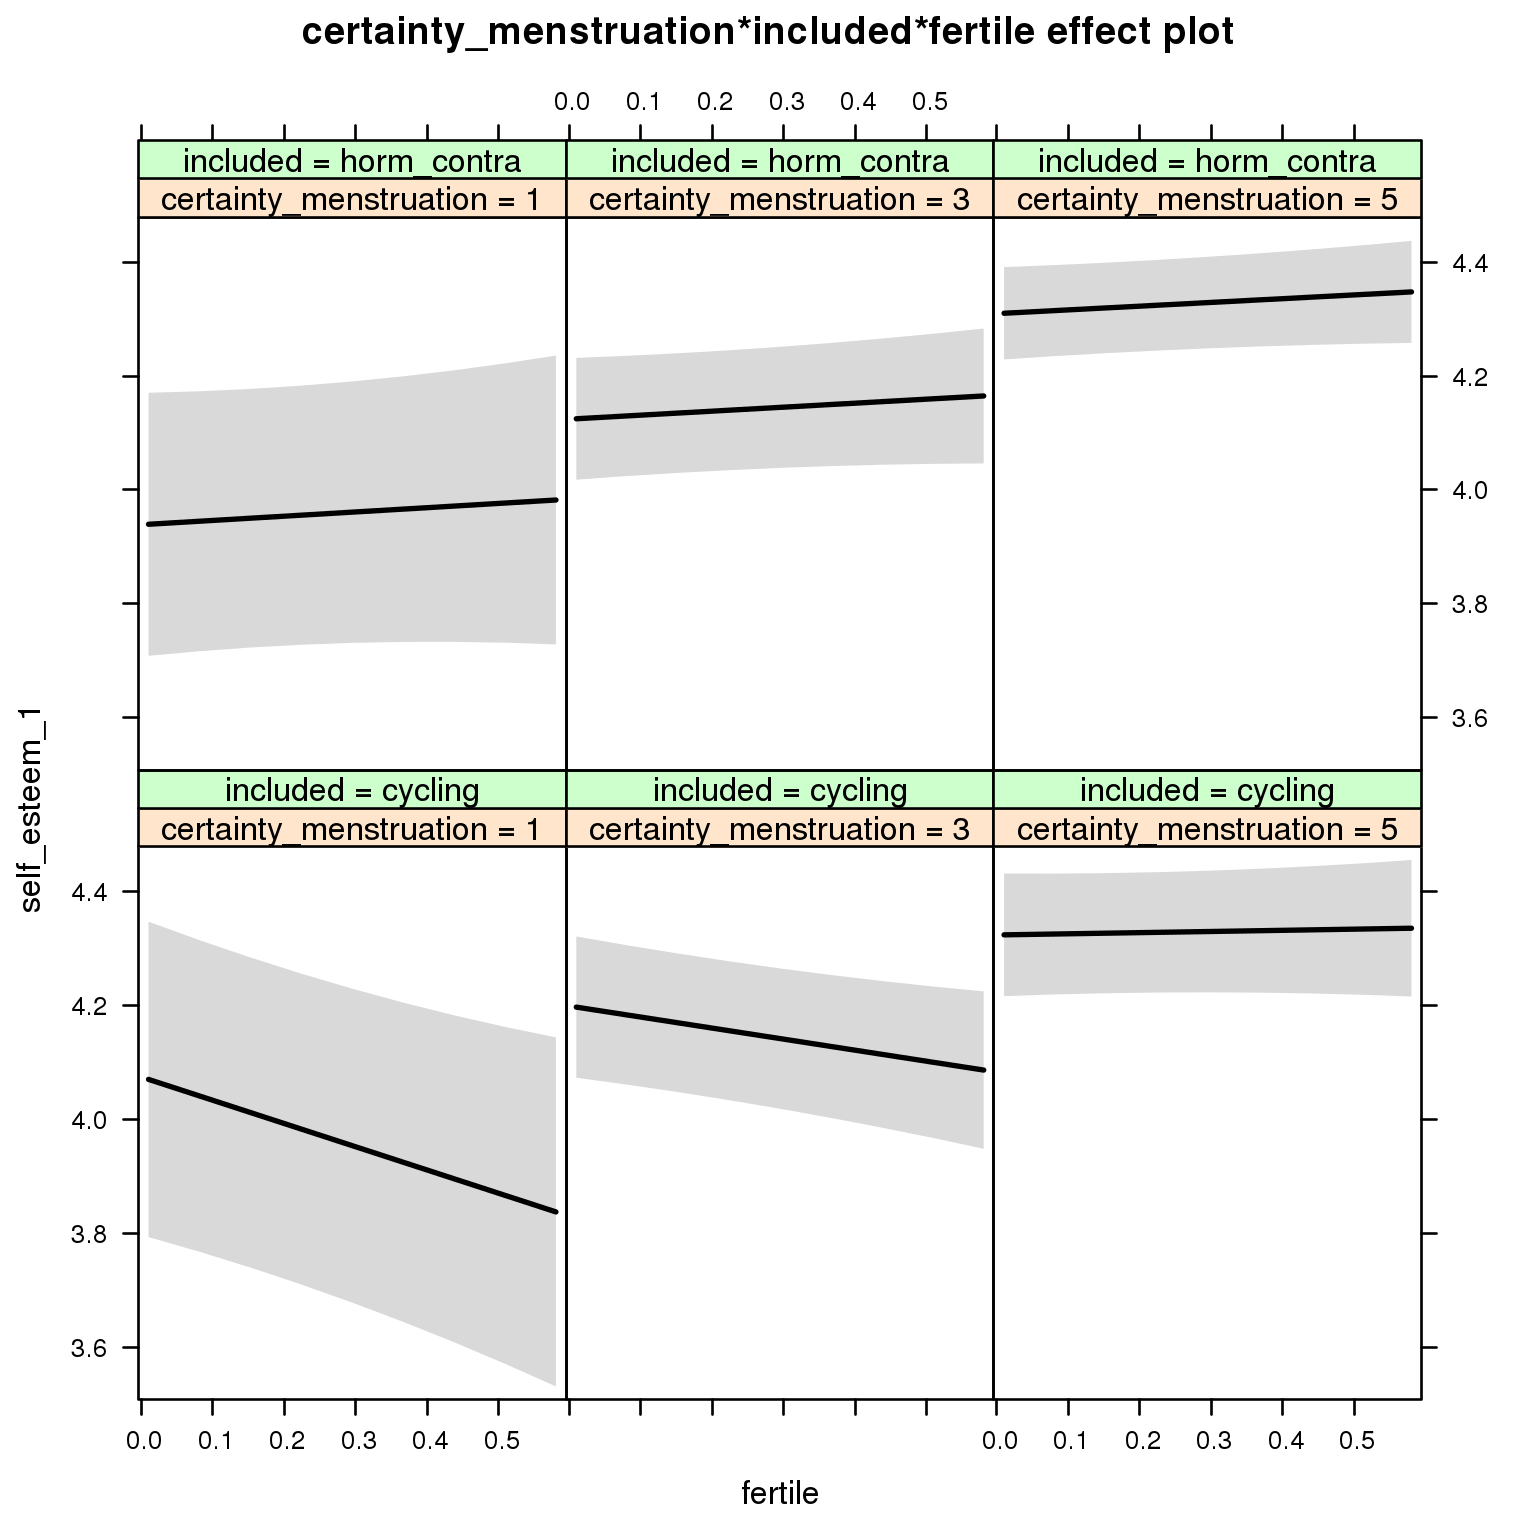 certainty_menstruation*included*fertile effect plot
0.0 0.1 0.2 0.3 0.4 0.5
included = horm_contra included = horm_contra included = horm_contra
certainty_menstruation = 1 certainty_menstruation = 3 certainty_menstruation = 5
4.4
4.2
4.0
3.8
3.6
self_esteem_1
included = cycling included = cycling included = cycling
certainty_menstruation = 1 certainty_menstruation = 3 certainty_menstruation = 5
4.4
4.2
4.0
3.8
3.6
0.0 0.1 0.2 0.3 0.4 0.5 0.0 0.1 0.2 0.3 0.4 0.5
fertile